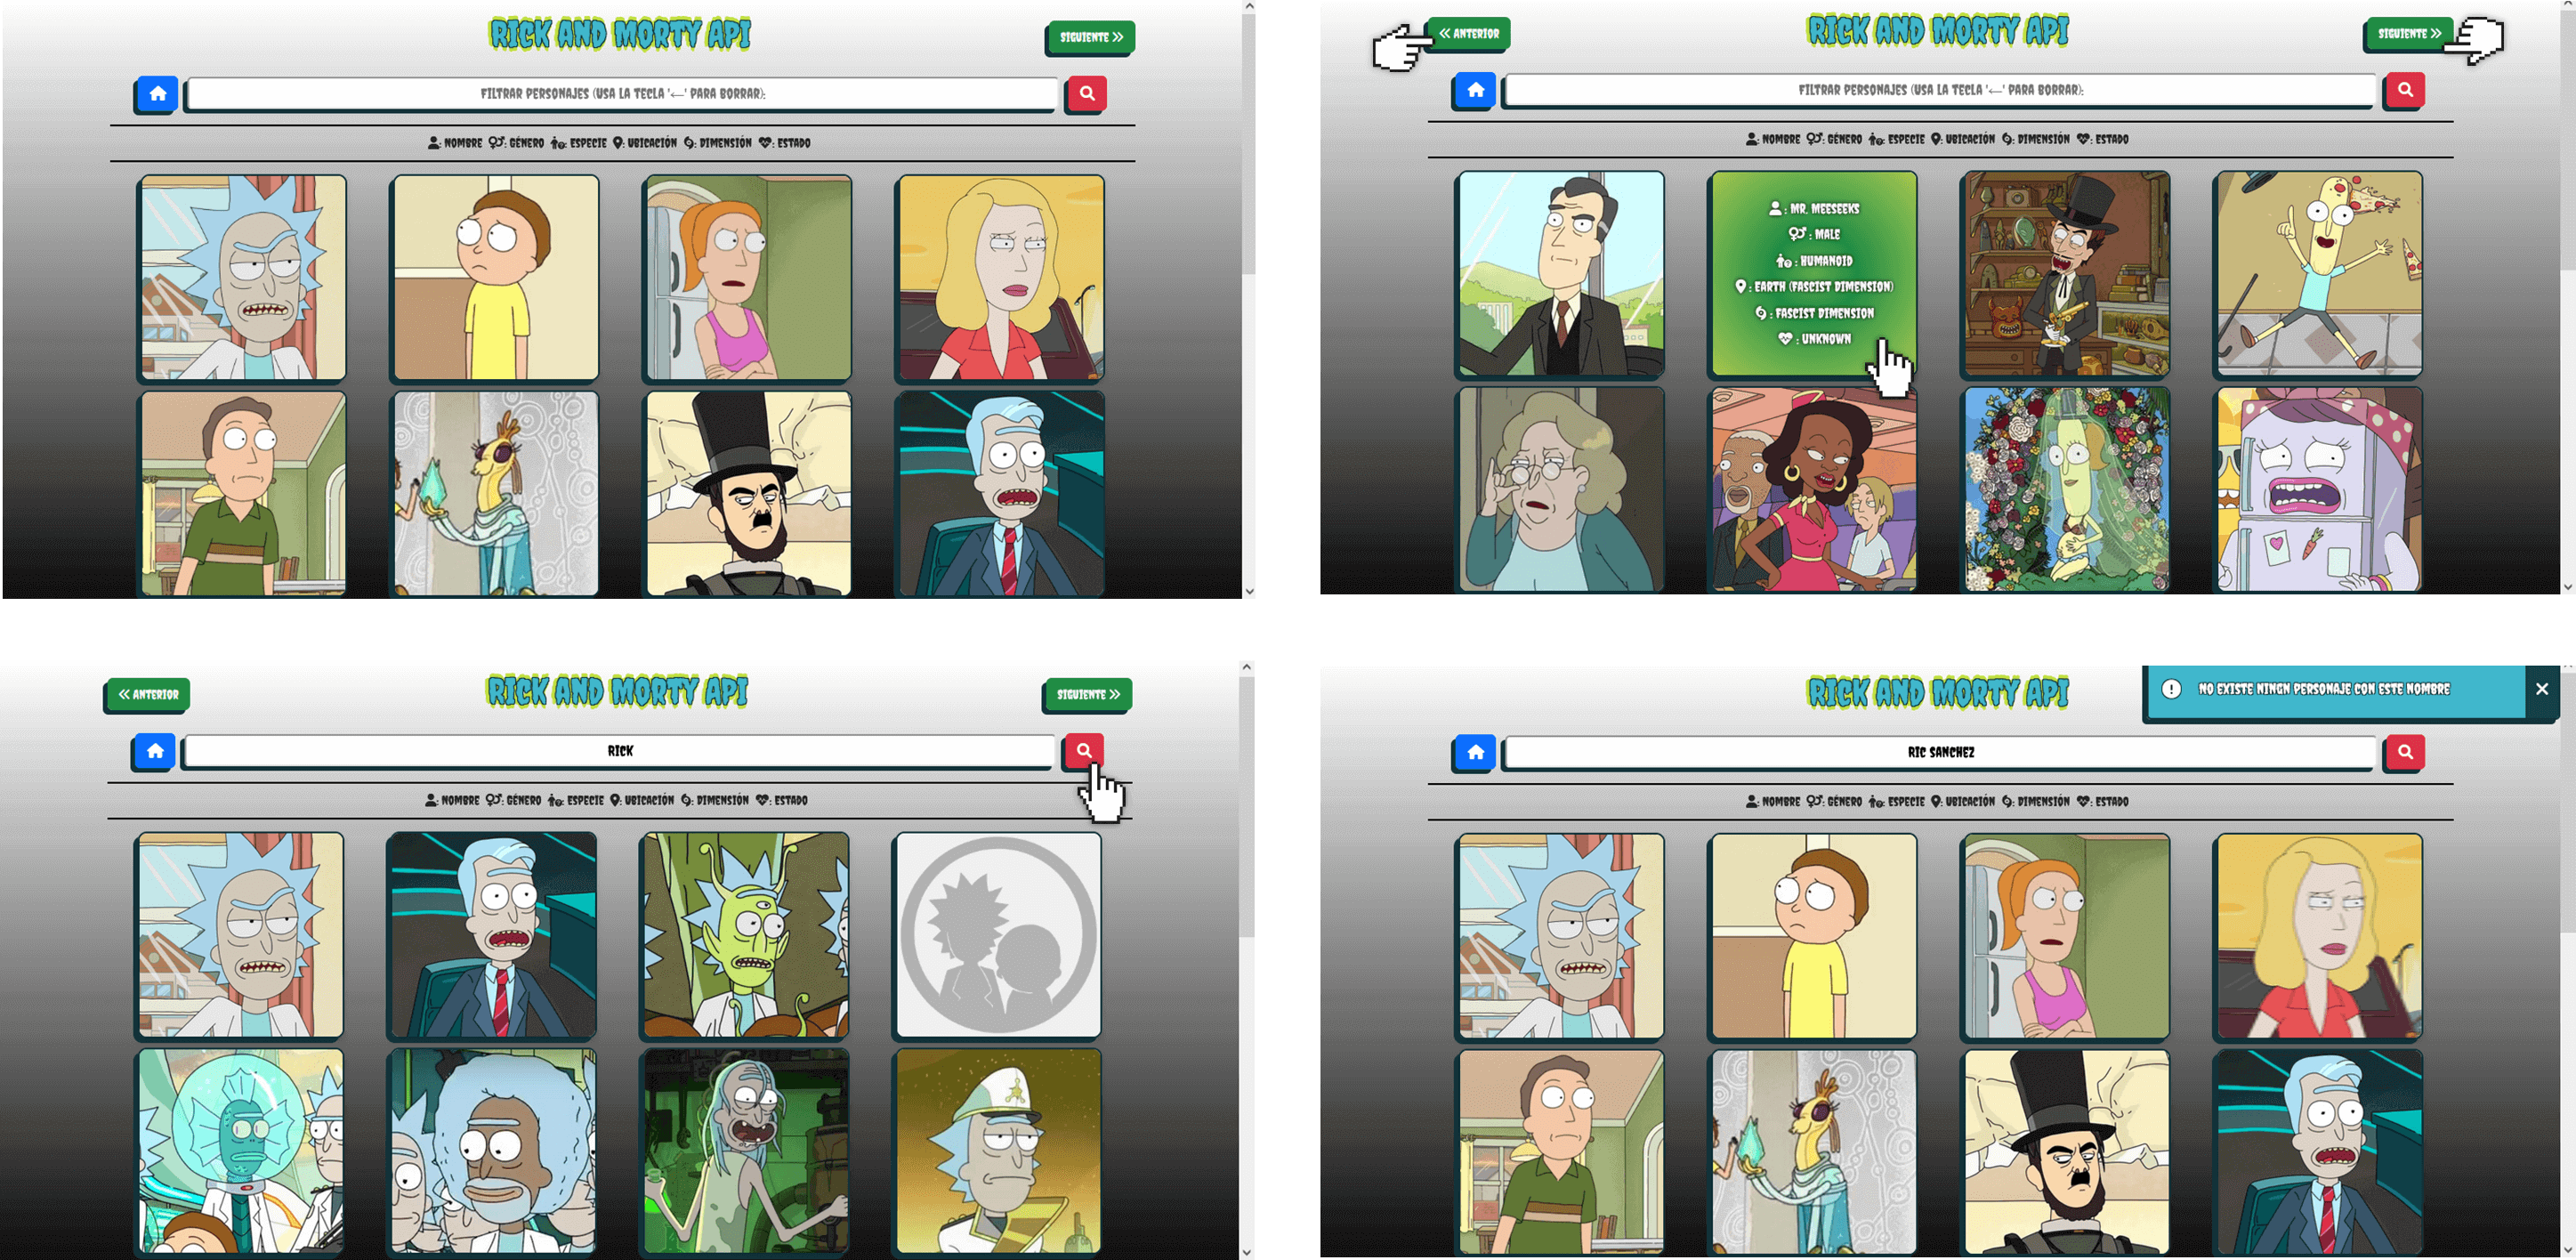 RICK AND MORTY API
SIGUIENTE »
FILTRAR PERSONAJES (USA LA TECLA '←' PARA BORRAR):
: NOMBRE : GÉNERO : ESPECIE : UBICACIÓN : DIMENSIÓN : ESTADO
« ANTERIOR
RICK AND MORTY API
SIGUIENTE »
FILTRAR PERSONAJES (USA LA TECLA '←' PARA BORRAR):
: NOMBRE : GÉNERO : ESPECIE : UBICACIÓN : DIMENSIÓN : ESTADO
: MR. MEESEEKS
: MALE
: HUMANOID
: EARTH (FASCIST DIMENSION)
: FASCIST DIMENSION
: UNKNOWN
« ANTERIOR
RICK AND MORTY API
SIGUIENTE »
RICK
: NOMBRE : GÉNERO : ESPECIE : UBICACIÓN : DIMENSIÓN : ESTADO
RICK AND MORTY API
NO EXISTE NINGN PERSONAJE CON ESTE NOMBRE
RIC SANCHEZ
: NOMBRE : GÉNERO : ESPECIE : UBICACIÓN : DIMENSIÓN : ESTADO